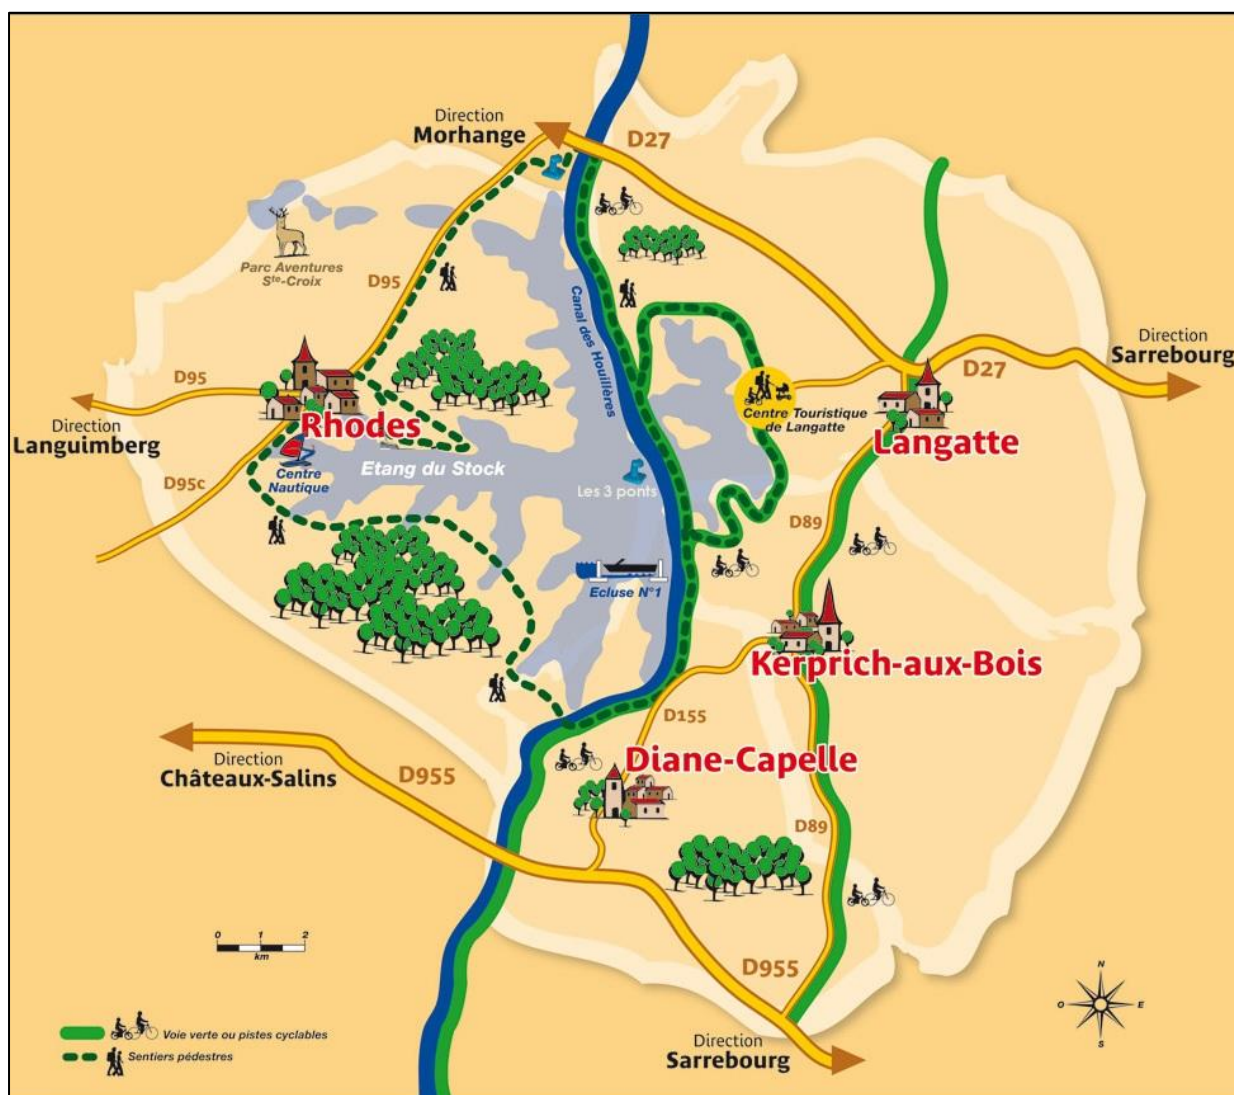 Direction
Morhange
D27
Parc Aventures
Ste-Croix
D95
Canal des Houillères
Direction
Sarrebourg
D95
D27
Centre Touristique
de Langatte
Direction
Languimberg
Rhodes
Langatte
Centre
Nautique
Etang du Stock
D95c
Les 3 ponts
D89
Ecluse N°1
Kerprich-aux-Bois
D155
Direction
Châteaux-Salins
D955
Diane-Capelle
D89
0 1 2
km
D955
N
O E
S
Voie verte ou pistes cyclables
Sentiers pédestres
Direction
Sarrebourg